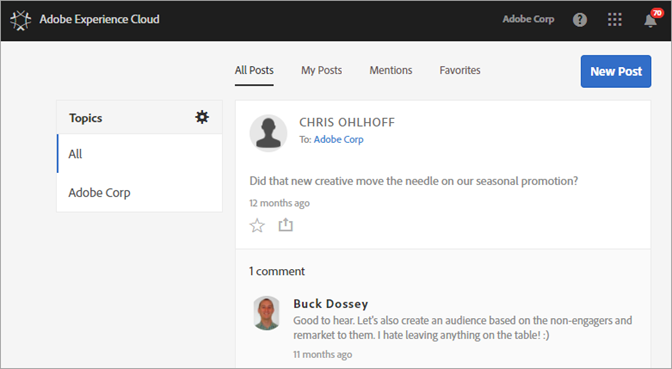 Adobe Experience Cloud
Adobe Corp
?
70
All Posts
My Posts
Mentions
Favorites
New Post
Topics
All
Adobe Corp
CHRIS OHLHOFF
To: Adobe Corp
Did that new creative move the needle on our seasonal promotion?
12 months ago
1 comment
Buck Dossey
Good to hear. Let's also create an audience based on the non-engagers and
remarket to them. I hate leaving anything on the table! :)
11 months ago